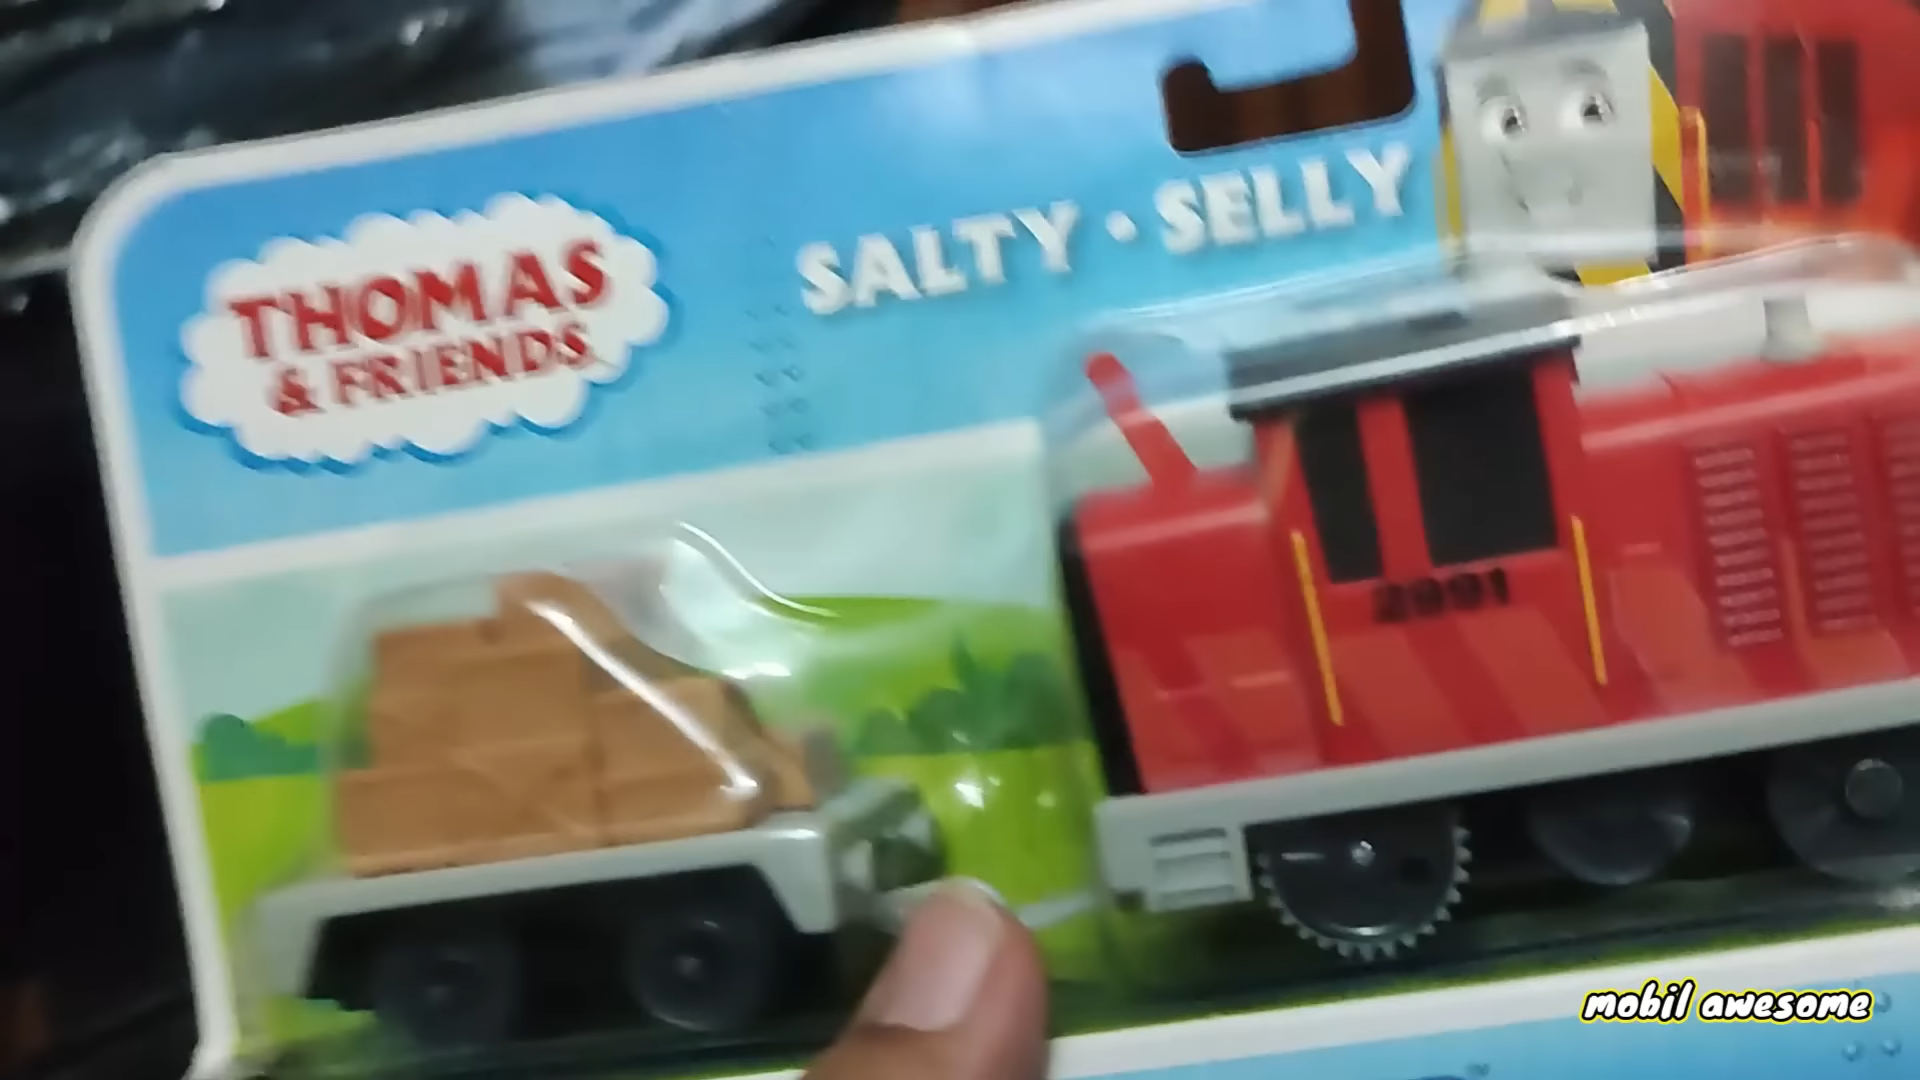 THOMAS
& FRIENDS
SALTY • SELLY
2991
mobil awesome